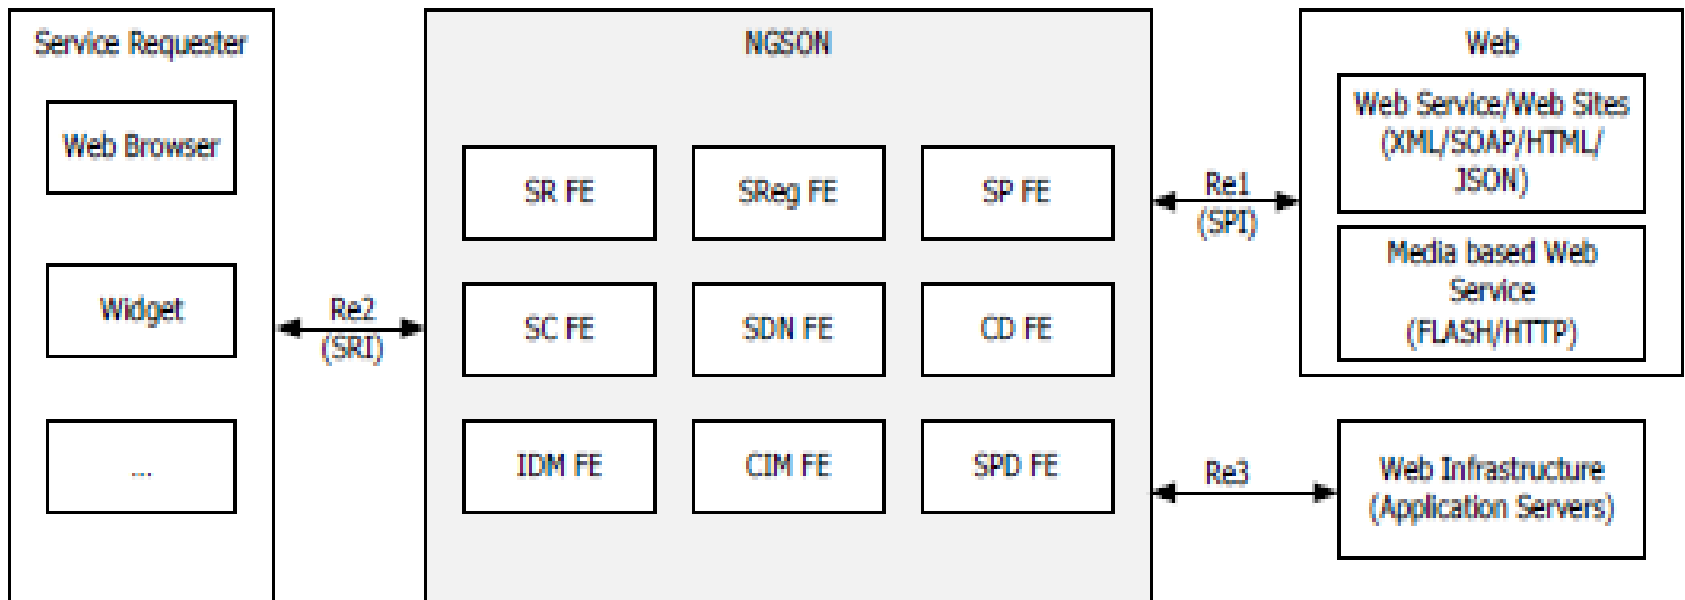 Service Requester
Web Browser
Widget
...
Re2
(SRI)
NGSON
SR FE
SReg FE
SP FE
SC FE
SDN FE
CD FE
IDM FE
CIM FE
SPD FE
Re1
(SPI)
Re3
Web
Web Service/Web Sites
(XML/SOAP/HTML/
JSON)
Media based Web
Service
(FLASH/HTTP)
Web Infrastructure
(Application Servers)